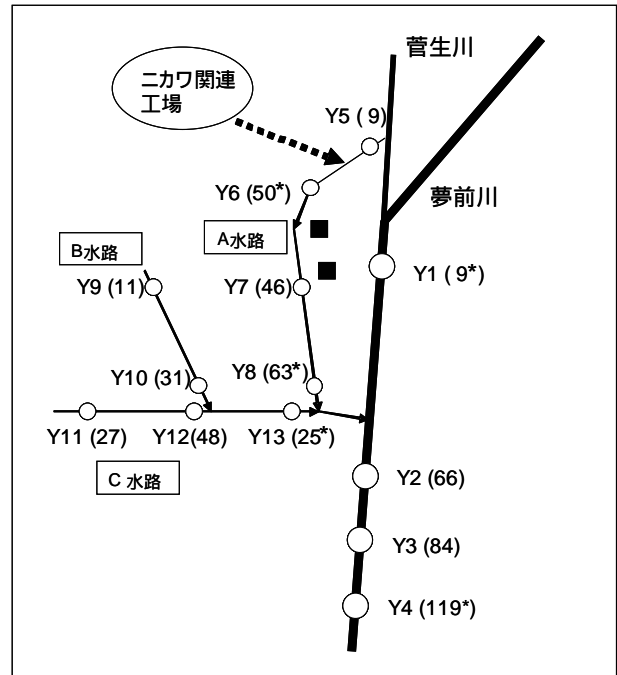 菅生川
ニカワ関連
工場
Y5 ( 9)
Y6 (50*)
夢前川
A水路
B水路
Y1 ( 9*)
Y9 (11)
Y7 (46)
Y10 (31)
Y8 (63*)
Y11 (27)
Y12(48)
Y13 (25*)
C 水路
Y2 (66)
Y3 (84)
Y4 (119*)